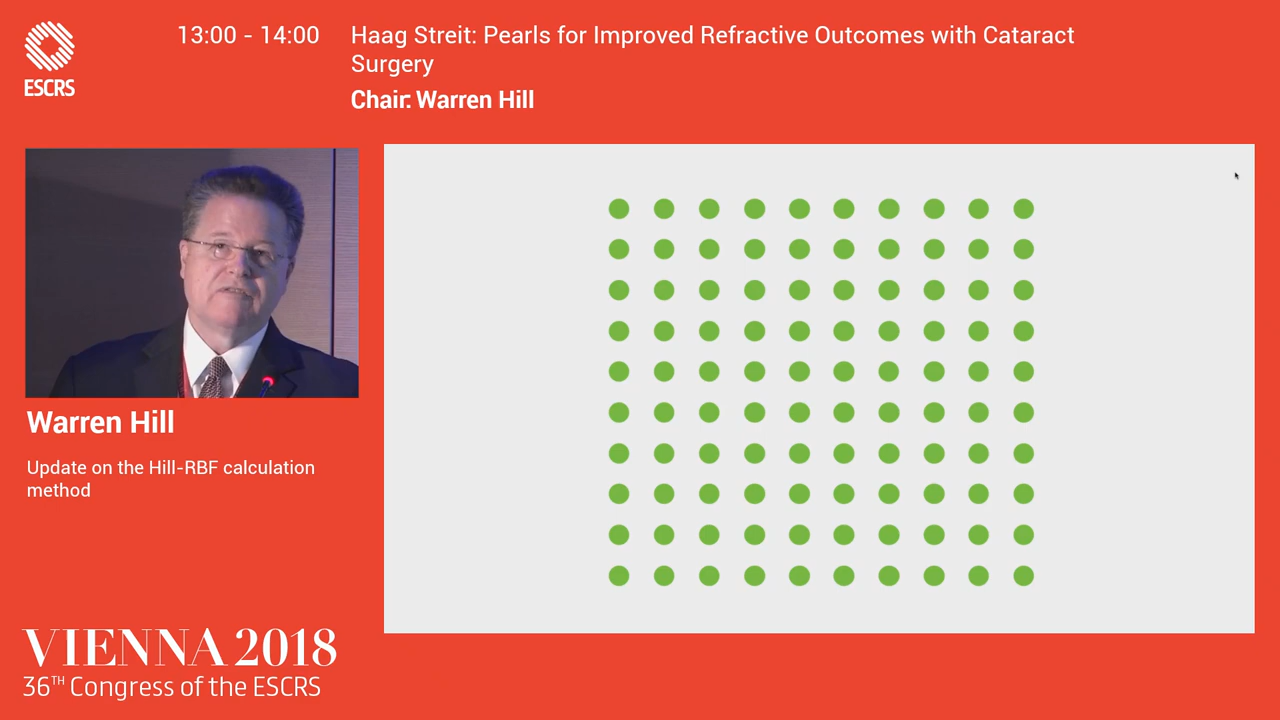 ESCRS
13:00 - 14:00
Haag Streit: Pearls for Improved Refractive Outcomes with Cataract
Surgery
Chair: Warren Hill
Warren Hill
Update on the Hill-RBF calculation
method
VIENNA 2018
36TH Congress of the ESCRS